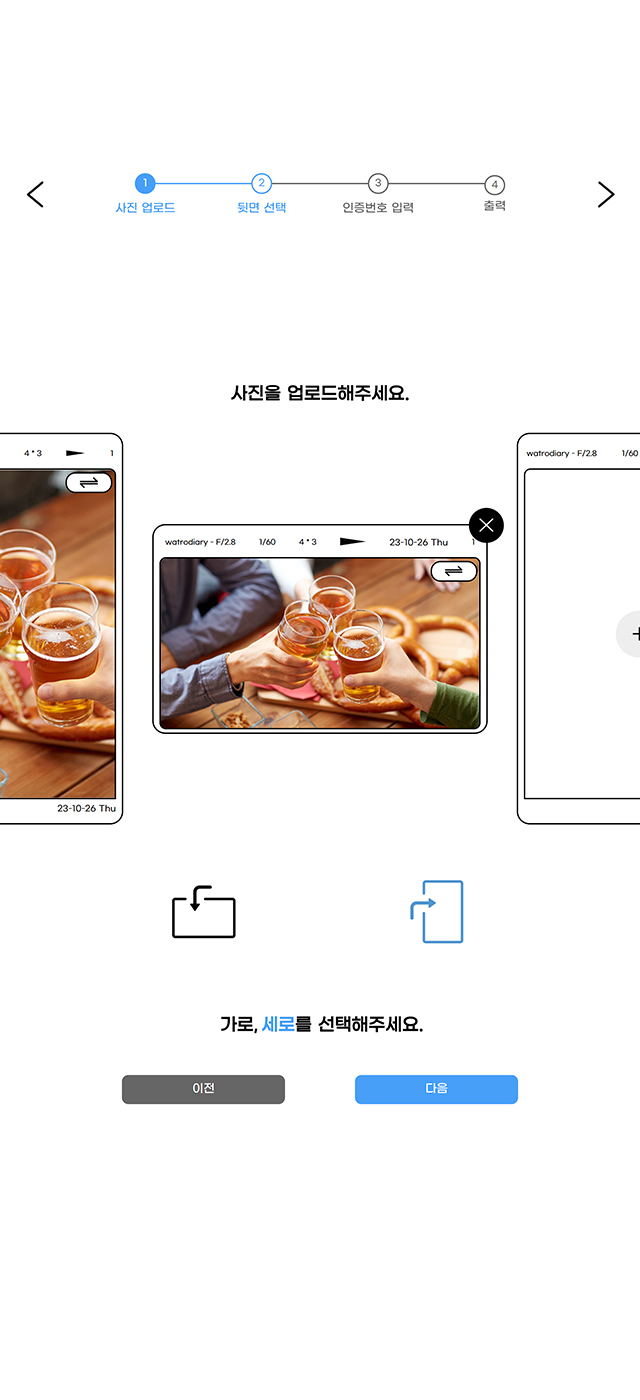 1
2
3
4
사진 업로드
뒷면 선택
인증번호 입력
출력
사진을 업로드해주세요.
4 * 3
1
23-10-26 Thu
watrodiary - F/2.8
1/60
4 * 3
23-10-26 Thu
1
watrodiary - F/2.8
1/60
가로, 세로를 선택해주세요.
이전
다음